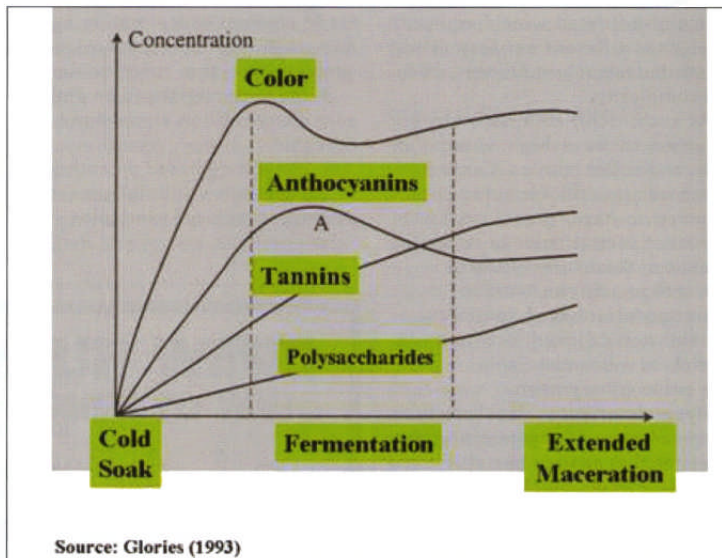 Concentration
Color
Anthocyanins
A
Tannins
Polysaccharides
Cold
Soak
Fermentation
Extended
Maceration
Source: Glories (1993)